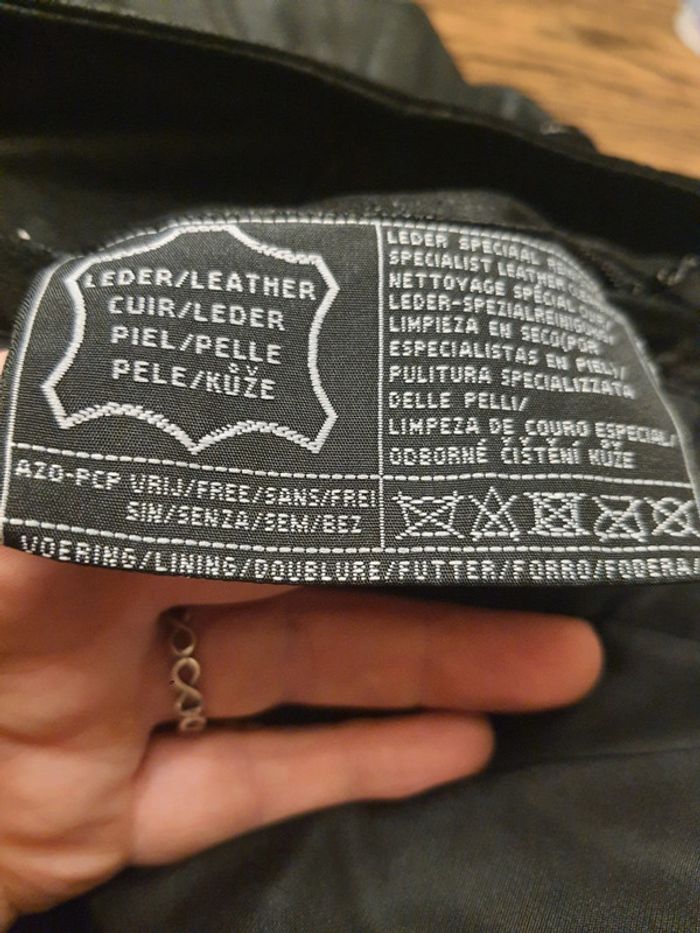 LEDER/LEATHER
CUIR/LEDER
PIEL/PELLE
PELE/KŮŽE
LEDER SPECIAAL
SPECIALIST LEATHER
NETTOYAGE SPÉCIAL CUIR/
LEDER-SPEZIALREINIGUNG/
LIMPIEZA EN SECO(POR
ESPECIALISTAS EN PIEL)/
PULITURA SPECIALIZZATA
DELLE PELLI/
LIMPEZA DE COURO ESPECIAL/
ODBORNÉ ČIŠTĚNÍ KŮŽE
AZO-PCP VRIJ/FREE/SANS/FREI
SIN/SENZA/SEM/BEZ
VOERING/LINING/DOUBLURE/FUTTER/FORRO/FODERA/